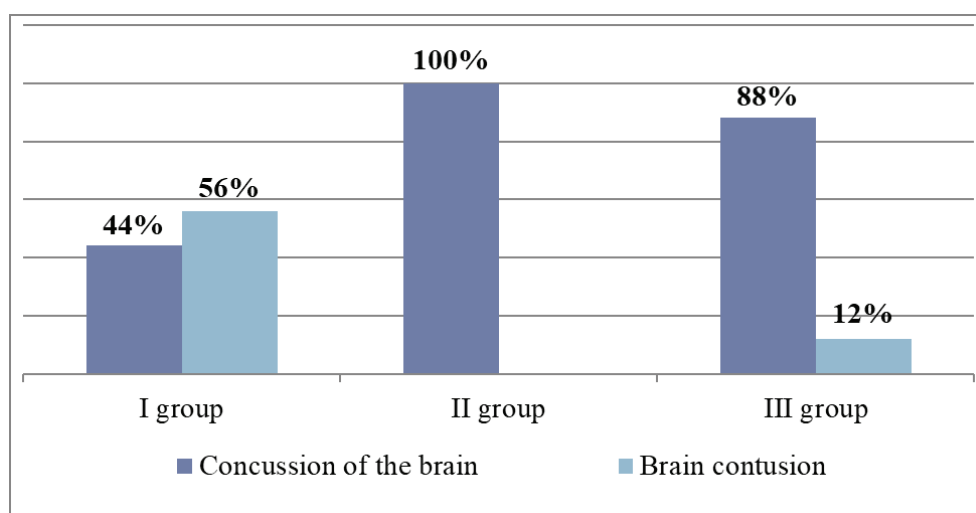 100%
88%
56%
44%
12%
I group II group III group
Concussion of the brain Brain contusion